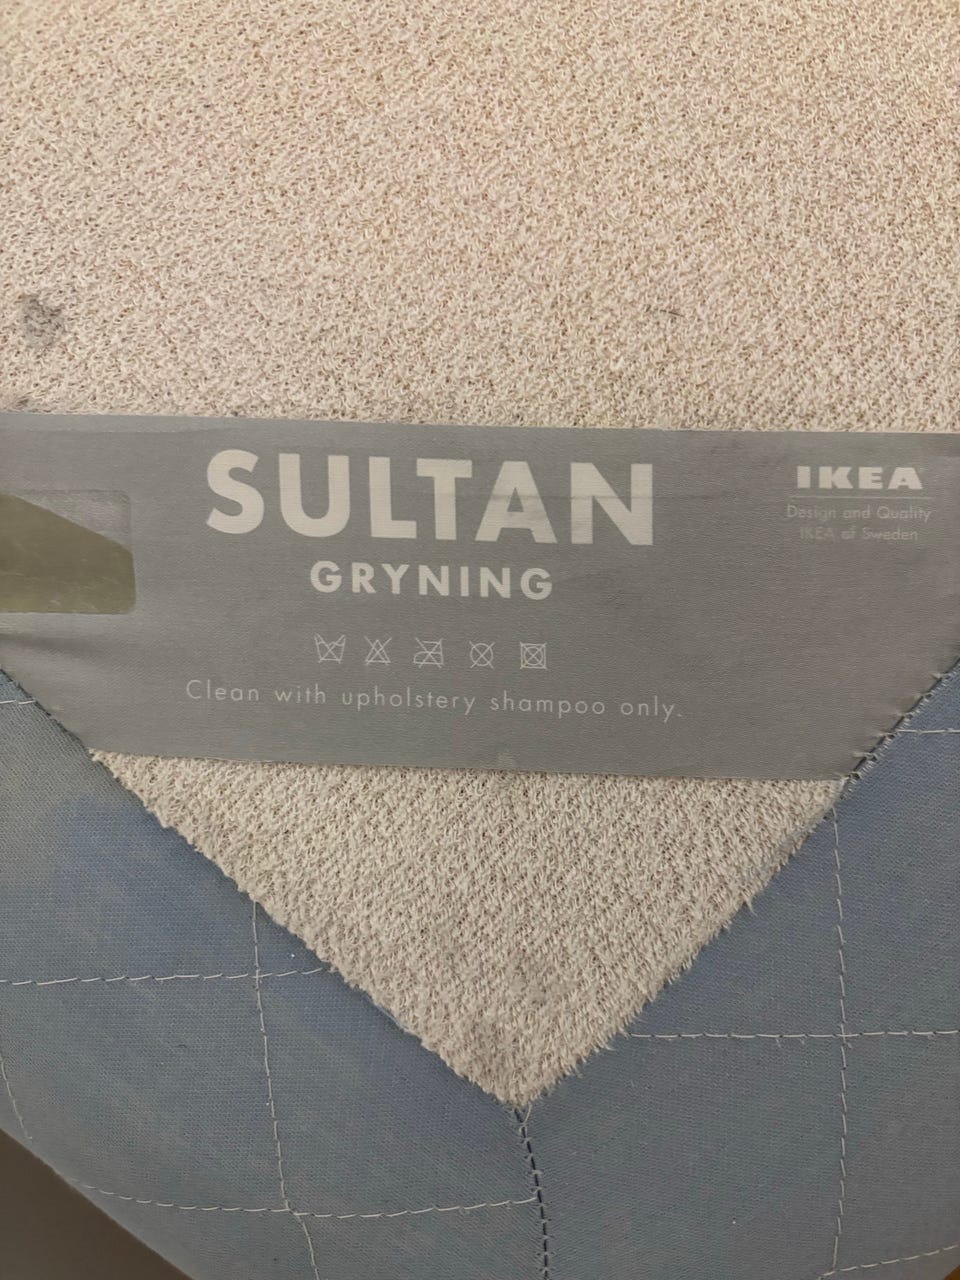 SULTAN
GRYNING
Clean with upholstery shampoo only.
IKEA
Design and Quality
IKEA of Sweden